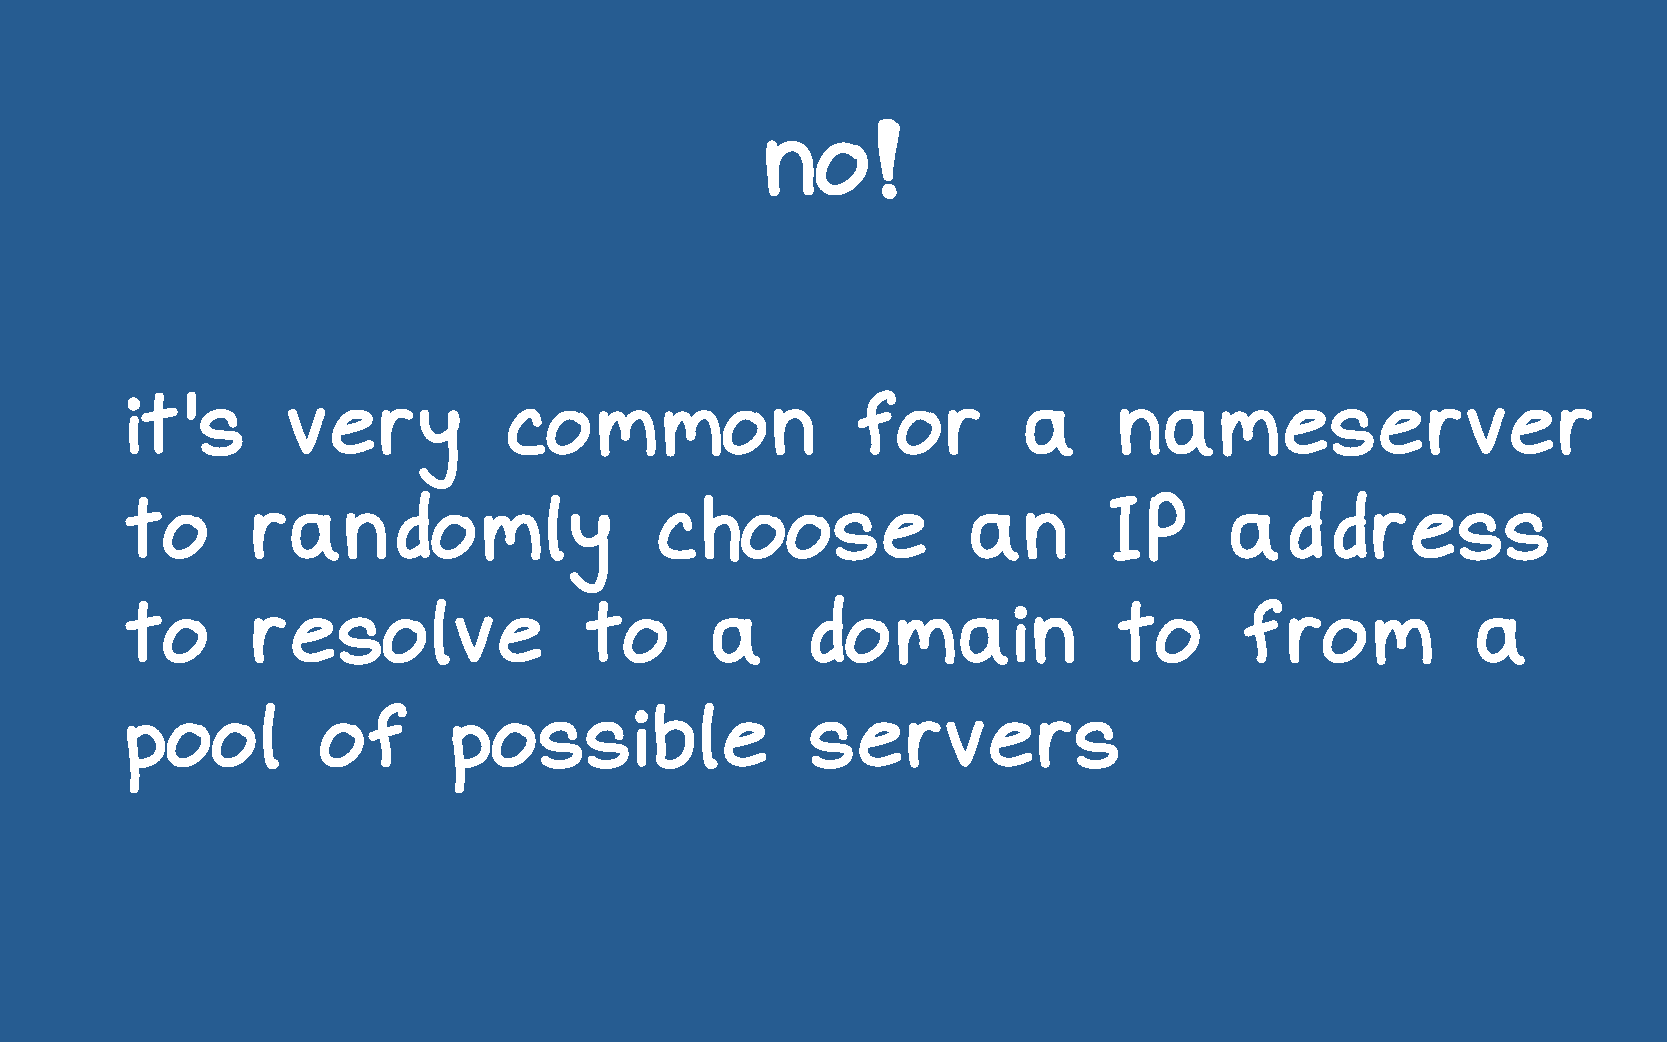 no!
it's very common for a nameserver
to randomly choose an IP address
to resolve to a domain to from a
pool of possible servers